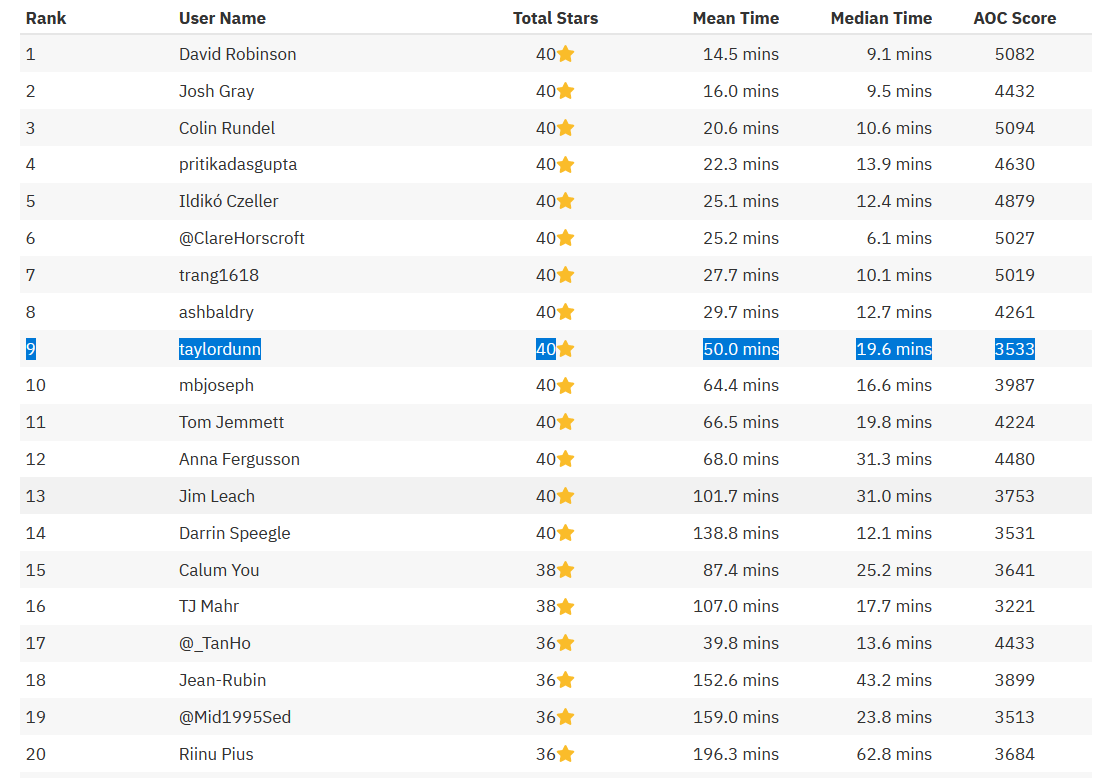 Rank User Name Total Stars Mean Time Median Time AOC Score
1 David Robinson 40⭐ 14.5 mins 9.1 mins 5082
2 Josh Gray 40⭐ 16.0 mins 9.5 mins 4432
3 Colin Rundel 40⭐ 20.6 mins 10.6 mins 5094
4 pritikadasgupta 40⭐ 22.3 mins 13.9 mins 4630
5 Ildikó Czeller 40⭐ 25.1 mins 12.4 mins 4879
6 @ClareHorscroft 40⭐ 25.2 mins 6.1 mins 5027
7 trang1618 40⭐ 27.7 mins 10.1 mins 5019
8 ashbaldry 40⭐ 29.7 mins 12.7 mins 4261
9 taylordunn 40⭐ 50.0 mins 19.6 mins 3533
10 mbjoseph 40⭐ 64.4 mins 16.6 mins 3987
11 Tom Jemmett 40⭐ 66.5 mins 19.8 mins 4224
12 Anna Fergusson 40⭐ 68.0 mins 31.3 mins 4480
13 Jim Leach 40⭐ 101.7 mins 31.0 mins 3753
14 Darrin Speegle 40⭐ 138.8 mins 12.1 mins 3531
15 Calum You 38⭐ 87.4 mins 25.2 mins 3641
16 TJ Mahr 38⭐ 107.0 mins 17.7 mins 3221
17 @_TanHo 36⭐ 39.8 mins 13.6 mins 4433
18 Jean-Rubin 36⭐ 152.6 mins 43.2 mins 3899
19 @Mid1995Sed 36⭐ 159.0 mins 23.8 mins 3513
20 Riinu Pius 36⭐ 196.3 mins 62.8 mins 3684